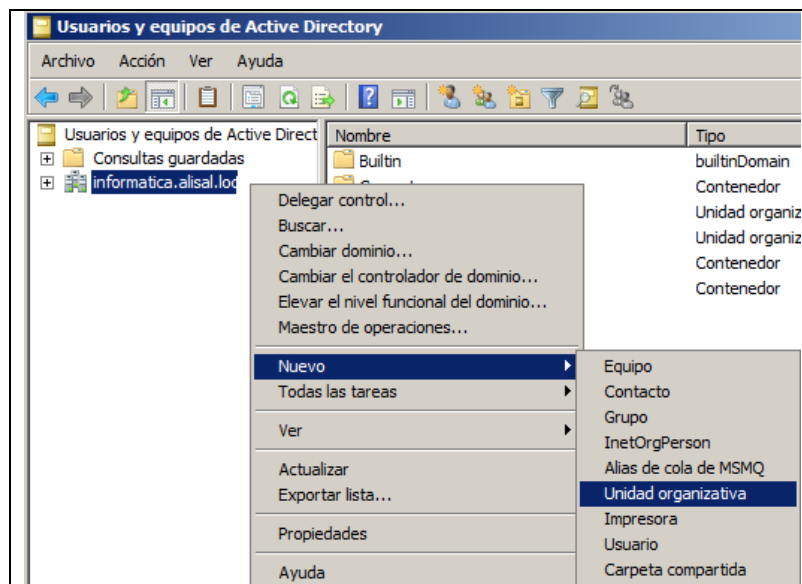 Usuarios y equipos de Active Directory
Archivo Acción Ver Ayuda
Usuarios y equipos de Active Direct
Consultas guardadas
informatica.alisal.loc
Nombre Tipo
Builtin builtinDomain
Contenedor
Unidad organiz
Unidad organiz
Contenedor
Contenedor
Delegar control...
Buscar...
Cambiar dominio...
Cambiar el controlador de dominio...
Elevar el nivel funcional del dominio...
Maestro de operaciones...
Nuevo
Todas las tareas
Ver
Actualizar
Exportar lista...
Propiedades
Ayuda
Equipo
Contacto
Grupo
InetOrgPerson
Alias de cola de MSMQ
Unidad organizativa
Impresora
Usuario
Carpeta compartida